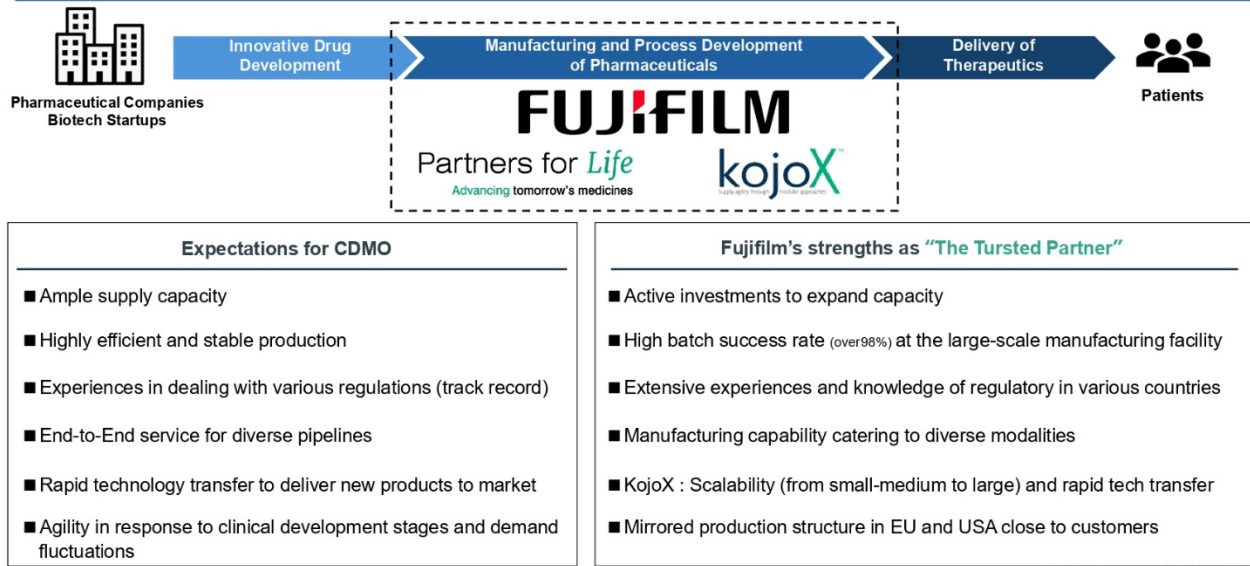 Innovative Drug
Development
Manufacturing and Process Development
of Pharmaceuticals
Delivery of
Therapeutics
Pharmaceutical Companies
Biotech Startups
Patients
FUJIFILM
Partners for Life
Advancing tomorrow's medicines
kojoX™
Supply agility through modular approaches
Expectations for CDMO
■ Ample supply capacity
■ Highly efficient and stable production
■ Experiences in dealing with various regulations (track record)
■ End-to-End service for diverse pipelines
■ Rapid technology transfer to deliver new products to market
■ Agility in response to clinical development stages and demand
fluctuations
Fujifilm's strengths as "The Tursted Partner"
■ Active investments to expand capacity
■ High batch success rate (over98%) at the large-scale manufacturing facility
■ Extensive experiences and knowledge of regulatory in various countries
■ Manufacturing capability catering to diverse modalities
■ KojoX : Scalability (from small-medium to large) and rapid tech transfer
■ Mirrored production structure in EU and USA close to customers